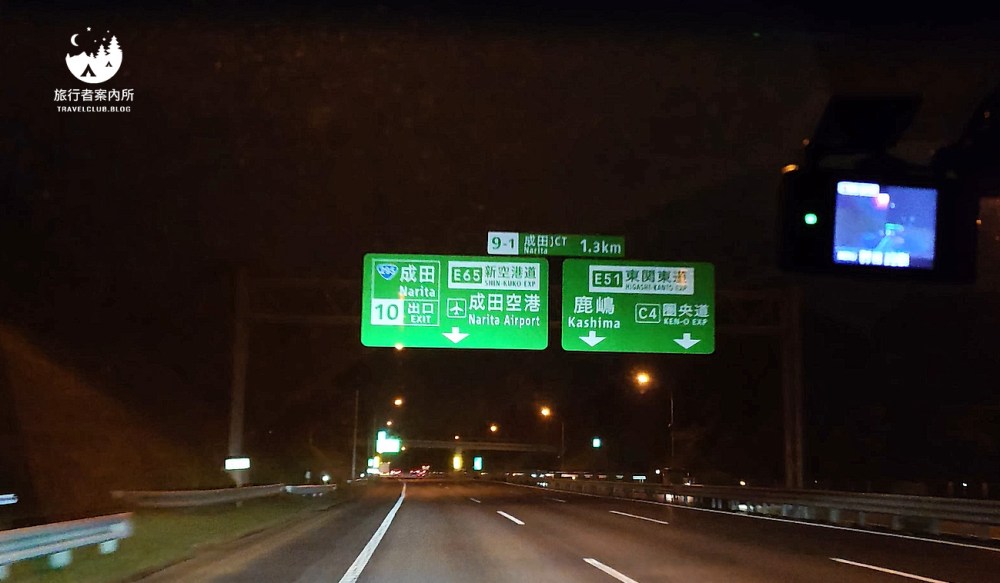 旅行者案內所
TRAVELCLUB.BLOG
9-1 成田JCT 1.3km
Narita
成田
Narita
10 出口
EXIT
E65 新空港道
SHIN-KUKO EXP
成田空港
Narita Airport
E51 東関東道
HIGASHI-KANTO EXP
鹿嶋
Kashima
C4 圏央道
KEN-O EXP